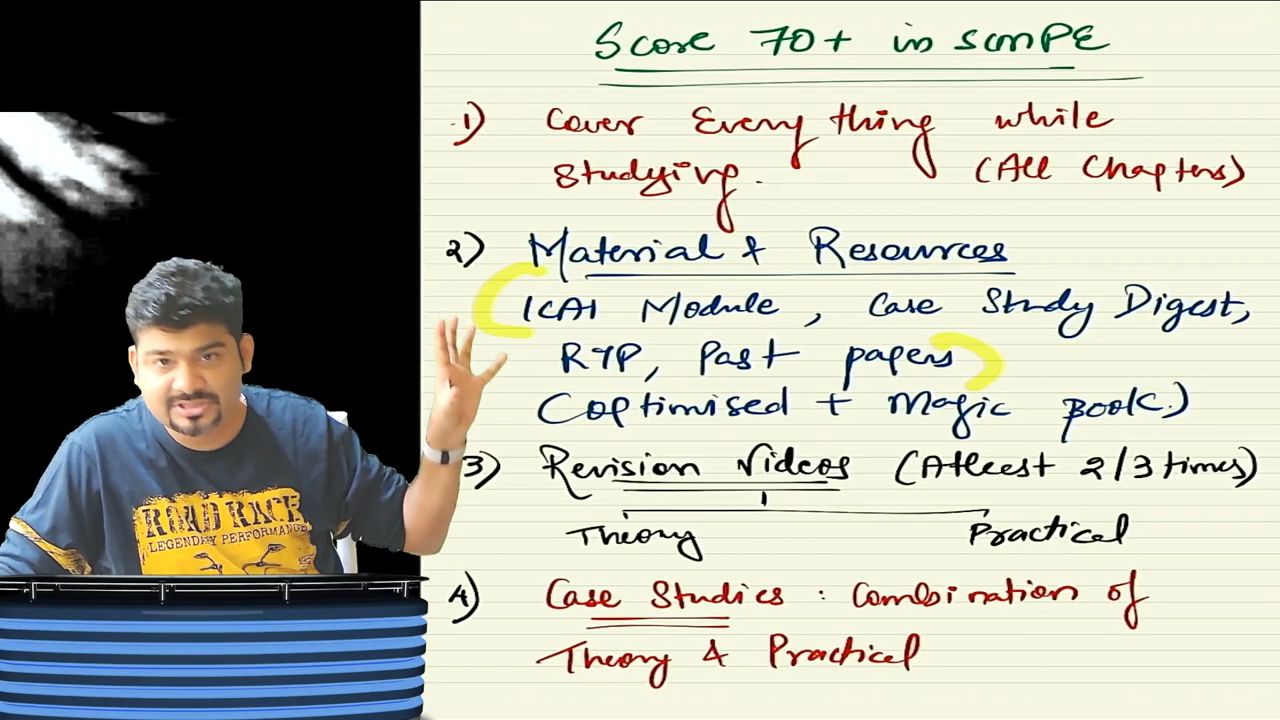 Score 70+ in SCMPE
1) Cover Everything while
studying. (All Chapters)
2) Material & Resources
(ICAI Module, Case Study Digest,
RTP, Past papers)
(optimised + Magic Book.)
3) Revision Videos (Atleest 2/3 times)
Theory Practical
4) Case Studies : Combination of
Theory & Practical
ROAD RACE
LEGENDRY PERFORMANCE